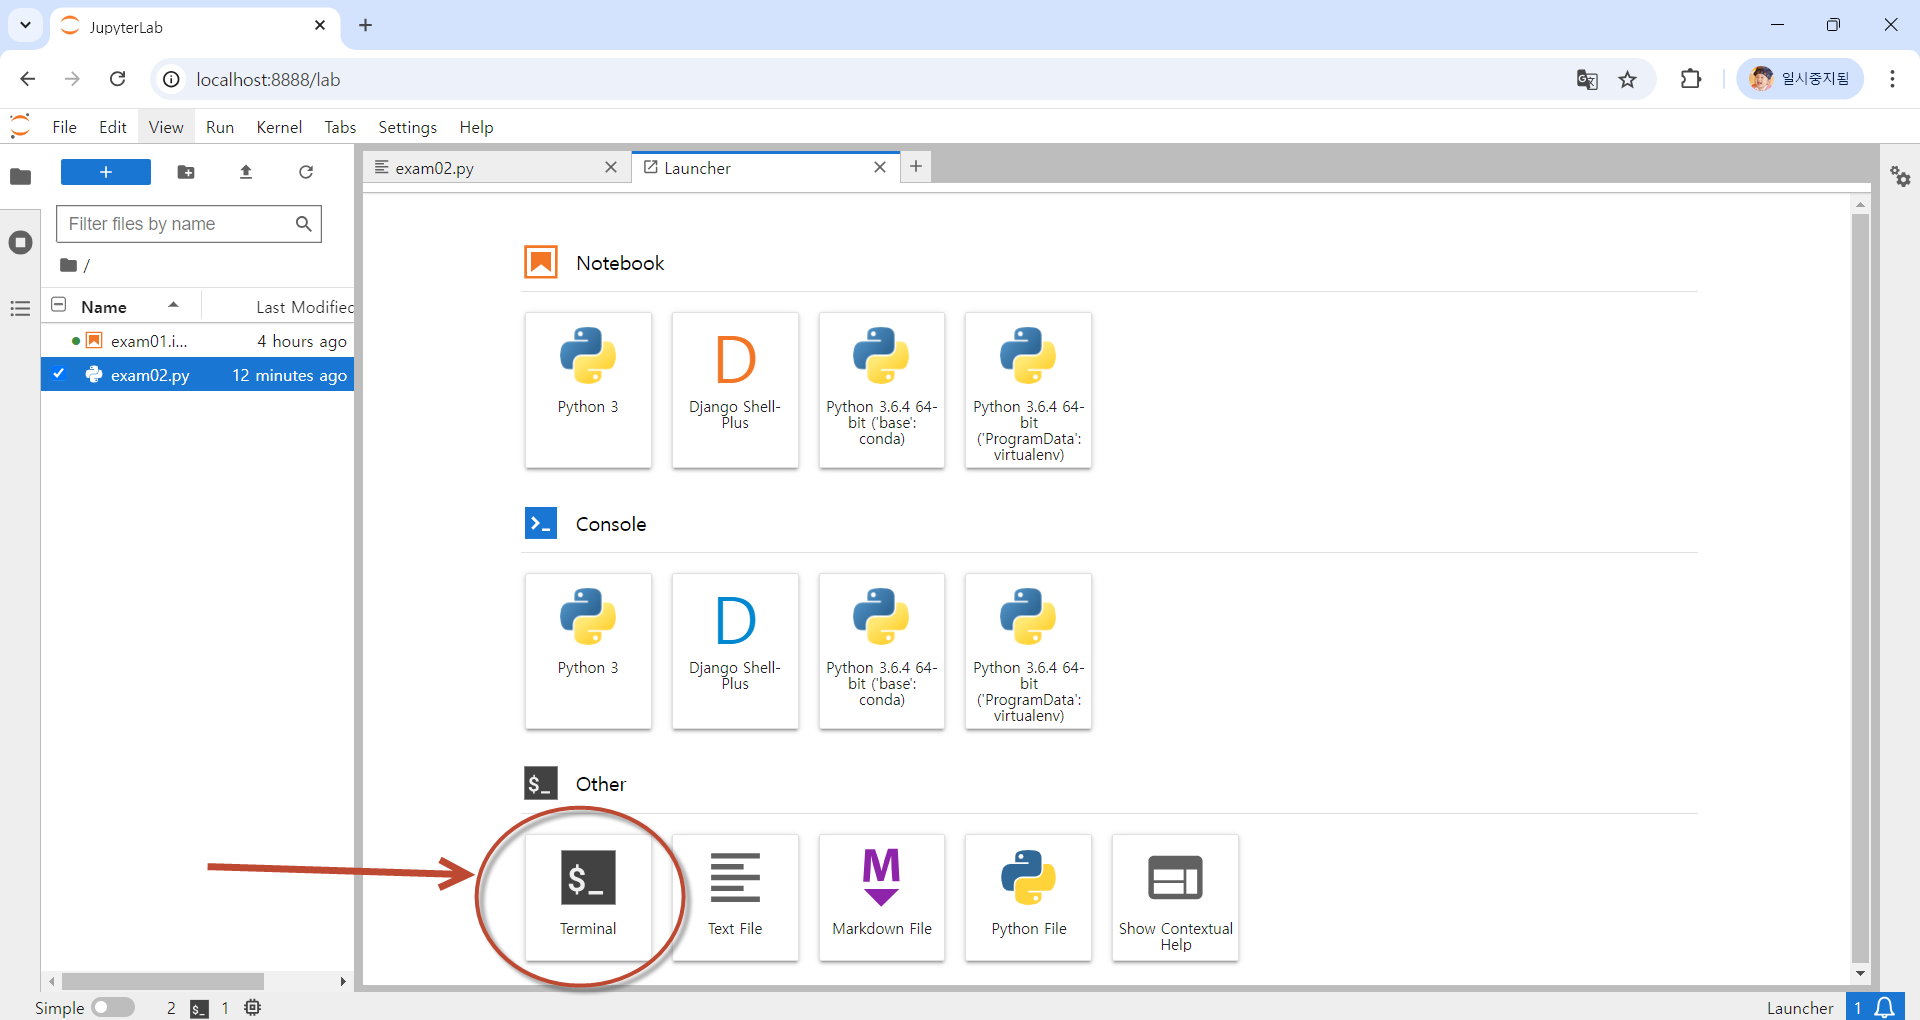 JupyterLab
localhost:8888/lab
일시중지됨
File Edit View Run Kernel Tabs Settings Help
exam02.py
Launcher
Filter files by name
/
Name
Last Modified
exam01.i...
4 hours ago
exam02.py
12 minutes ago
Notebook
Python 3
Django Shell-
Plus
Python 3.6.4 64-
bit ('base':
conda)
Python 3.6.4 64-
bit
('ProgramData':
virtualenv)
Console
Python 3
Django Shell-
Plus
Python 3.6.4 64-
bit ('base':
conda)
Python 3.6.4 64-
bit
('ProgramData':
virtualenv)
$_ Other
$_
Terminal
Text File
M
Markdown File
Python File
Show Contextual
Help
Simple 2 $_ 1
Launcher 1